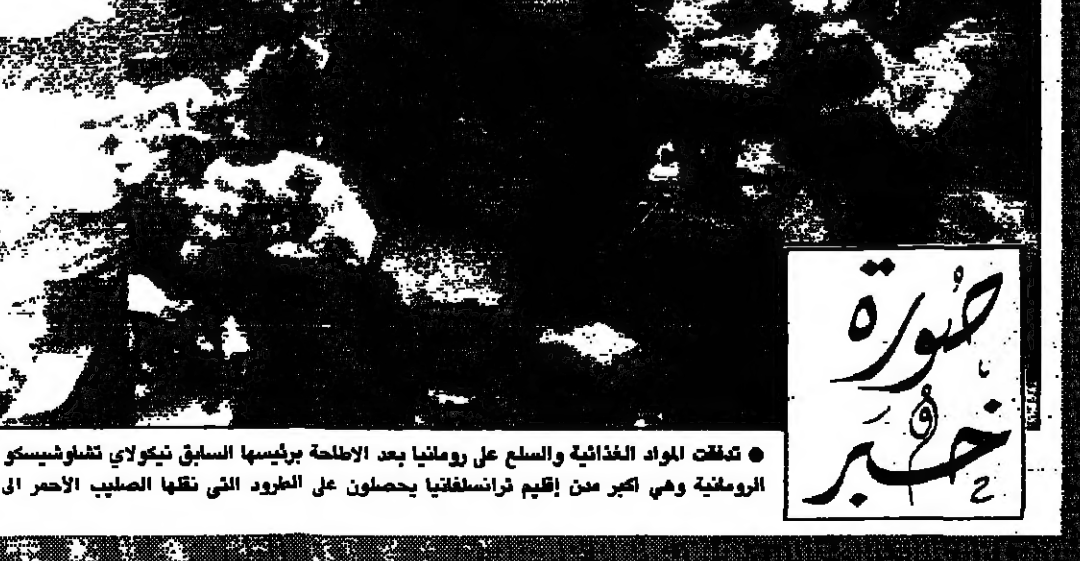 صورة
و
خبر
● تدفقت المواد الغذائية والسلع على رومانيا بعد الاطاحة برئيسها السابق نيكولاي تشاوشيسكو
الرومانية وهي اكبر مدن إقليم ترانسلفانيا يحصلون على الطرود التي نقلها الصليب الأحمر الى